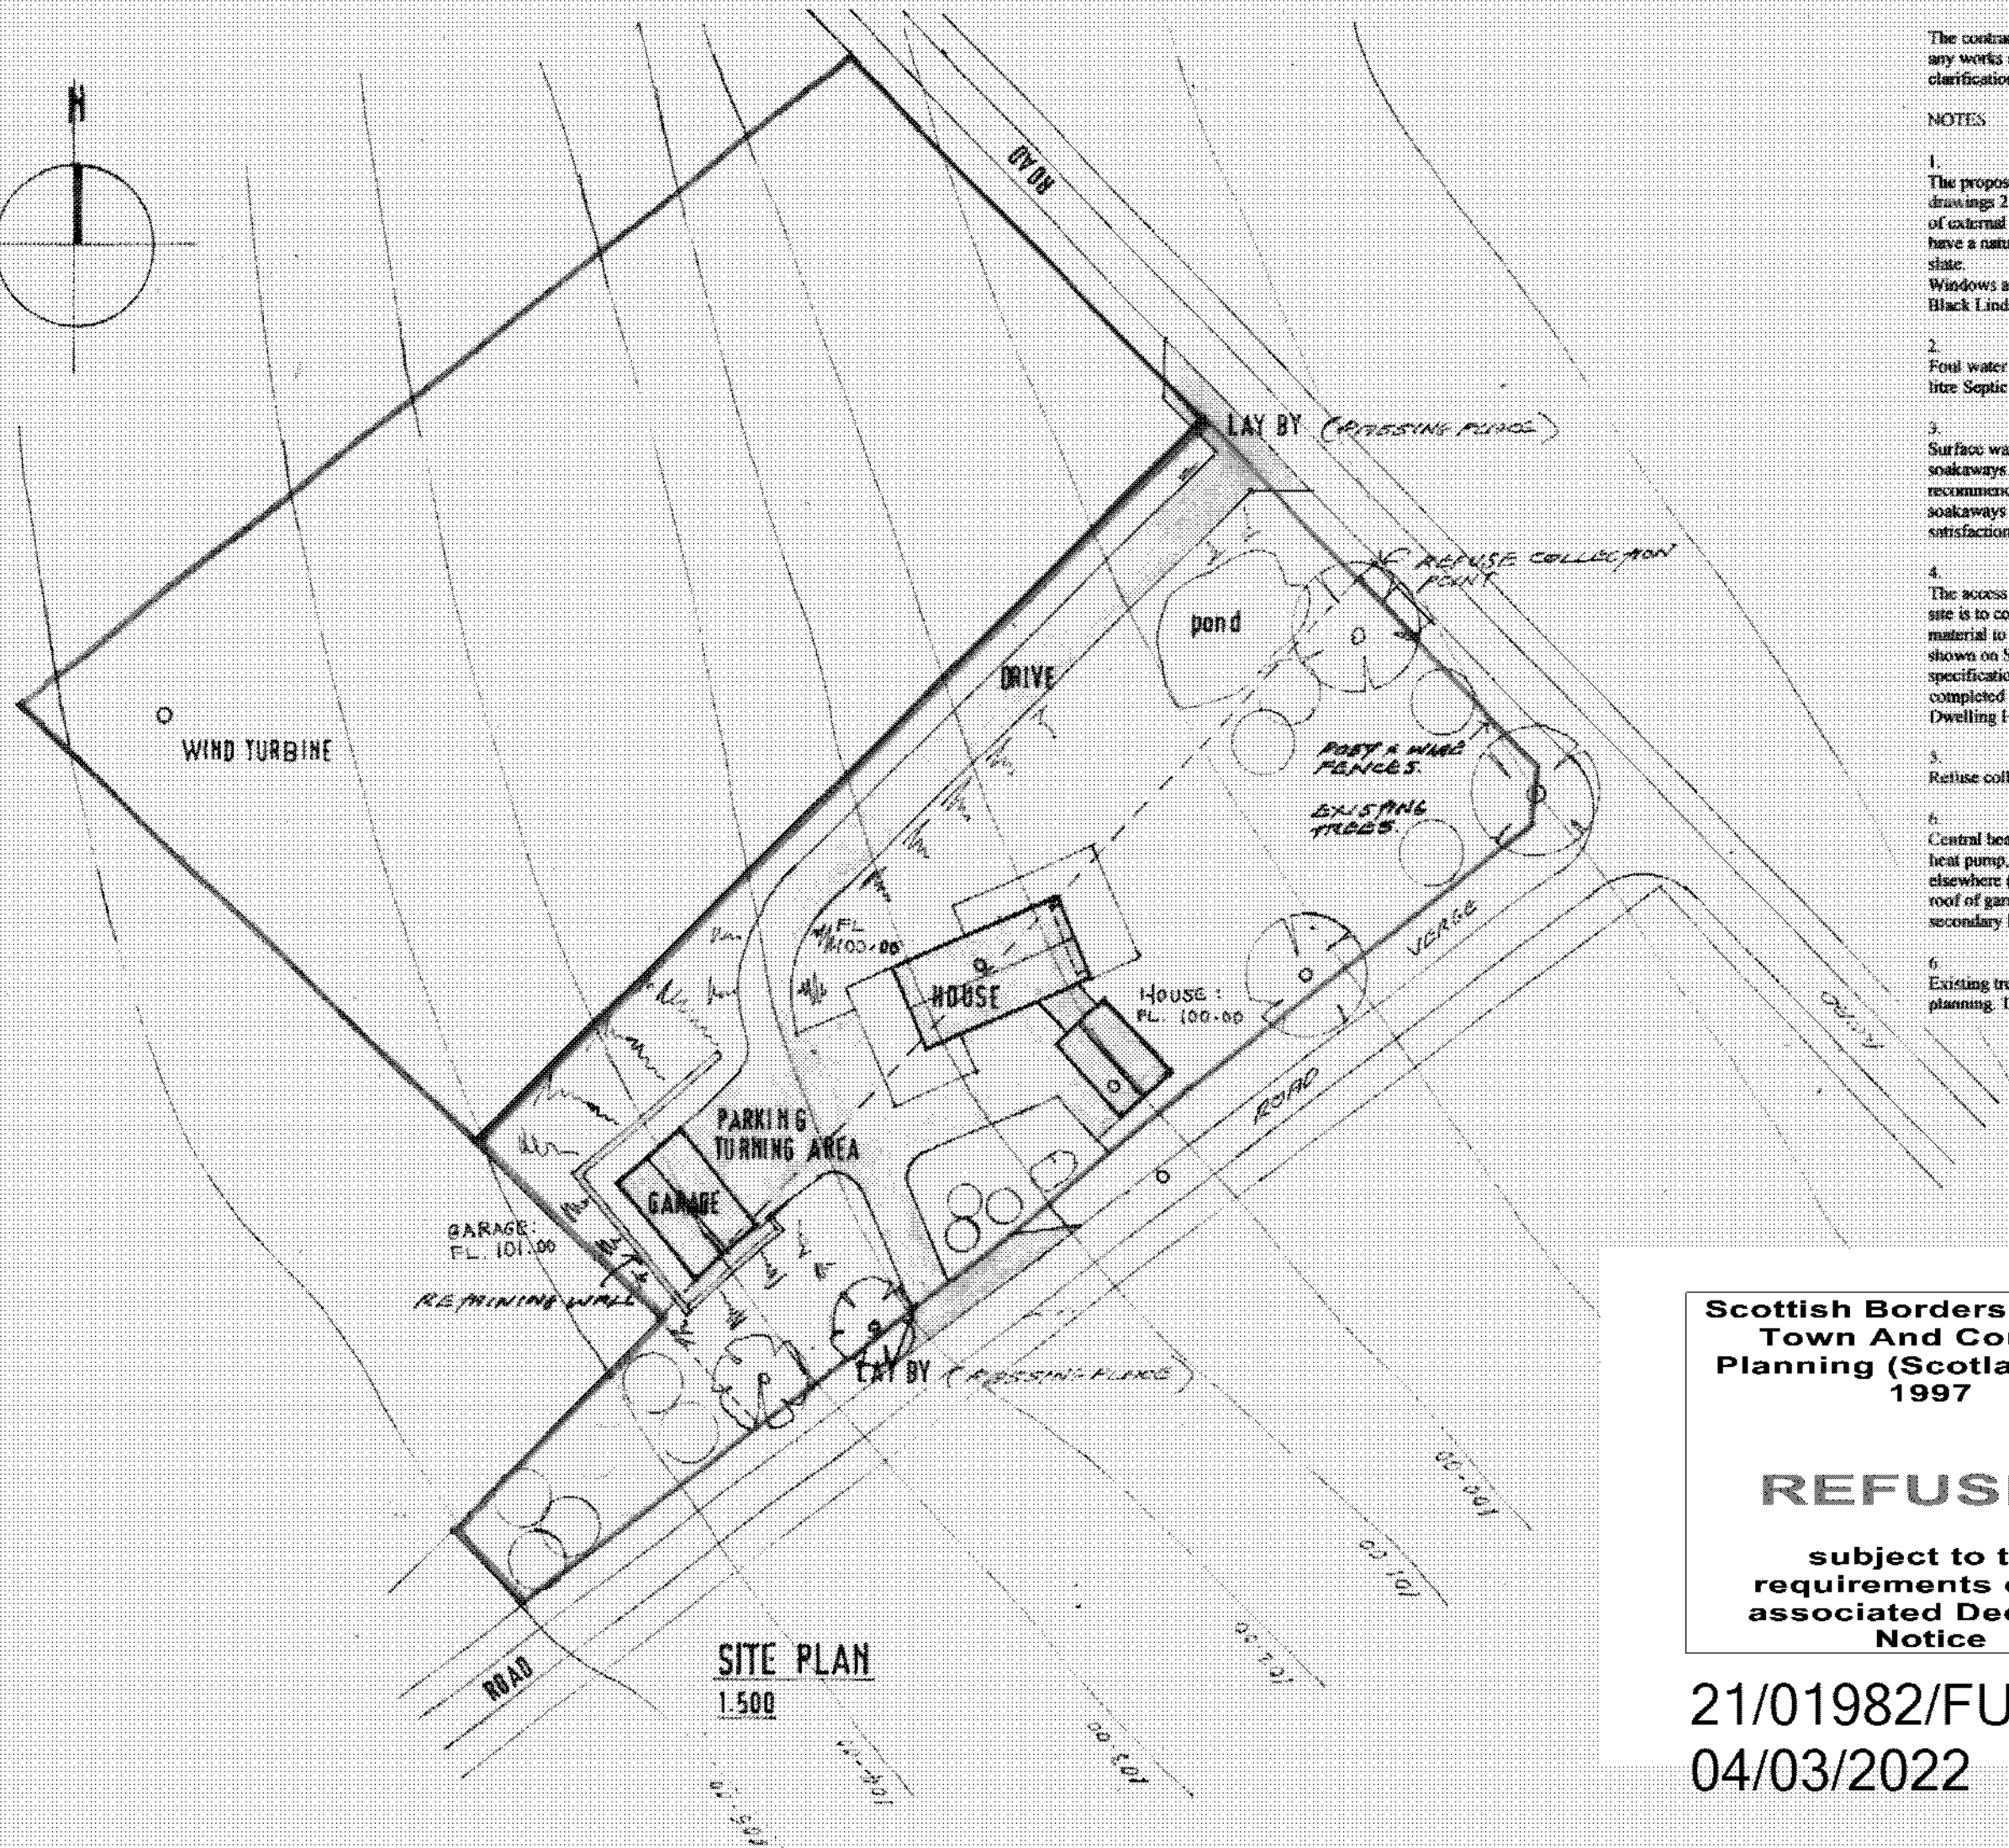 N
ROAD
LAY BY (PASSING PLACE)
REFUSE COLLECTION
POINT
pond
DRIVE
WIND TURBINE
POST & WIRE
FENCES.
EXISTING
TREES.
VERGE
FL
100.00
HOUSE
HOUSE:
FL. 100.00
ROAD
ROAD
PARKING
TURNING AREA
GARAGE
GARAGE:
FL. 101.00
RETAINING WALL
LAY BY (PASSING PLACE)
100.00
101.00
102.00
103.00
ROAD
SITE PLAN
1:500
The contra
any works
clarification
NOTES
1.
The propos
drawings 2
of external
have a natu
slate.
Windows a
Black Lind
2.
Foul water
litre Septic
3.
Surface wa
soakaways
recommend
soakaways
satisfaction
4.
The access
site is to co
material to
shown on S
specificatio
completed
Dwelling H
5.
Refuse coll
6.
Central hea
heat pump,
elsewhere (
roof of gar
secondary
6.
Existing tre
planning. T
Scottish Borders
Town And Cou
Planning (Scotla
1997
REFUSE
subject to t
requirements
associated Dec
Notice
21/01982/FU
04/03/2022